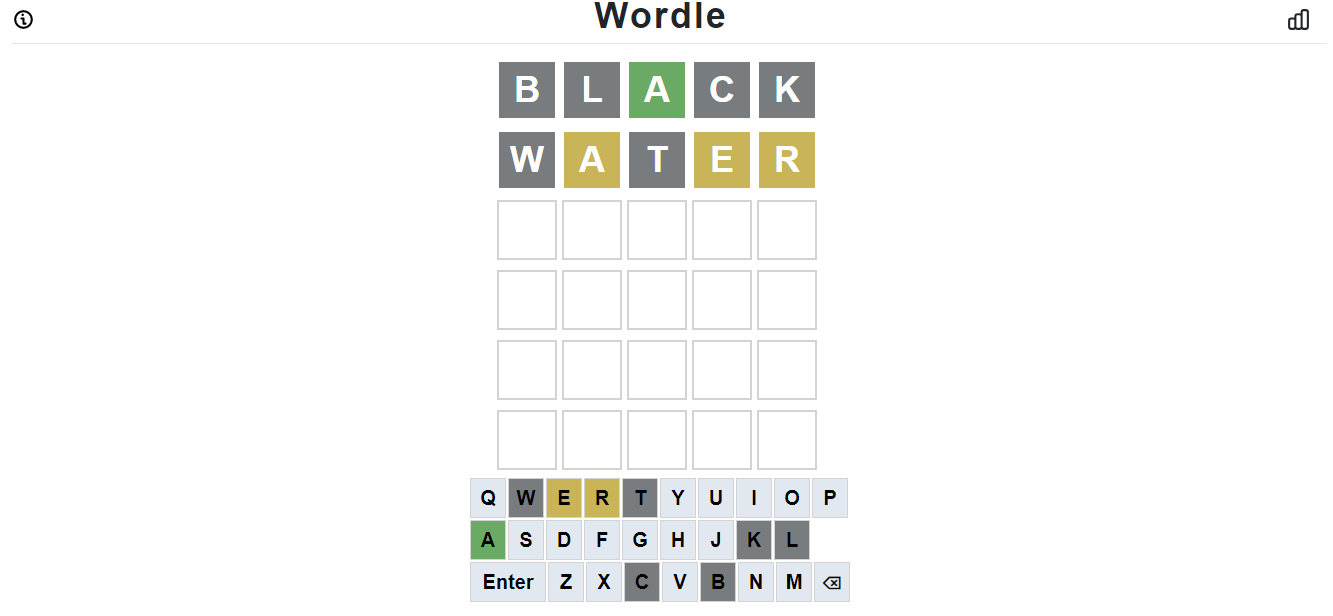 Wordle
B L A C K
W A T E R
Q W E R T Y U I O P
A S D F G H J K L
Enter Z X C V B N M